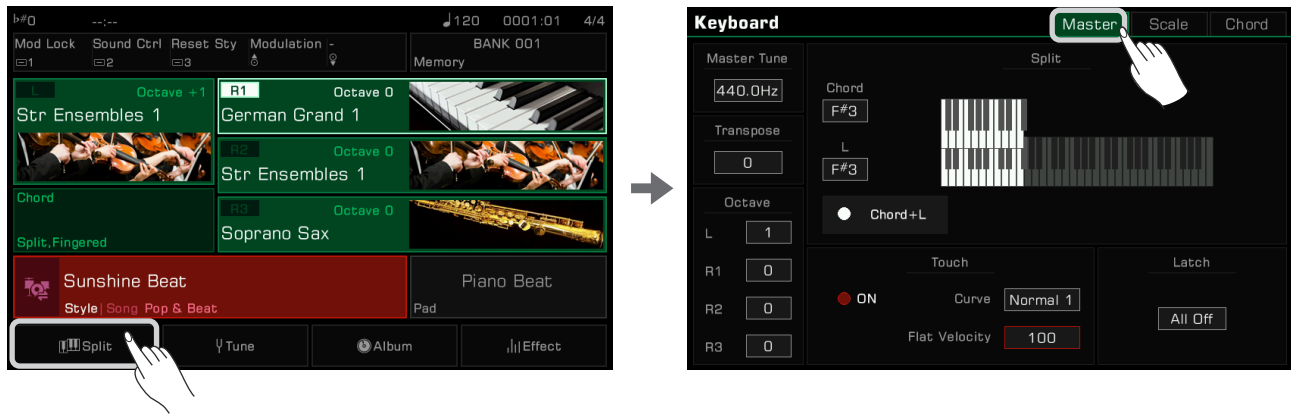 ♭#0 --;-- ♩120 0001:01 4/4
Mod Lock Sound Ctrl Reset Sty Modulation - BANK 001
1 2 3 Memory
L Octave +1 R1 Octave 0
Str Ensembles 1 German Grand 1
R2 Octave 0
Str Ensembles 1
Chord R3 Octave 0
Soprano Sax
Split,Fingered
Sunshine Beat Piano Beat
Style|Song Pop & Beat Pad
Split Tune Album Effect
Keyboard Master Scale Chord
Master Tune Split
440.0Hz Chord
F#3
Transpose
0 L
F#3
Octave
L 1 Chord+L
R1 0 Touch Latch
R2 0 ON Curve Normal 1
All Off
R3 0 Flat Velocity 100